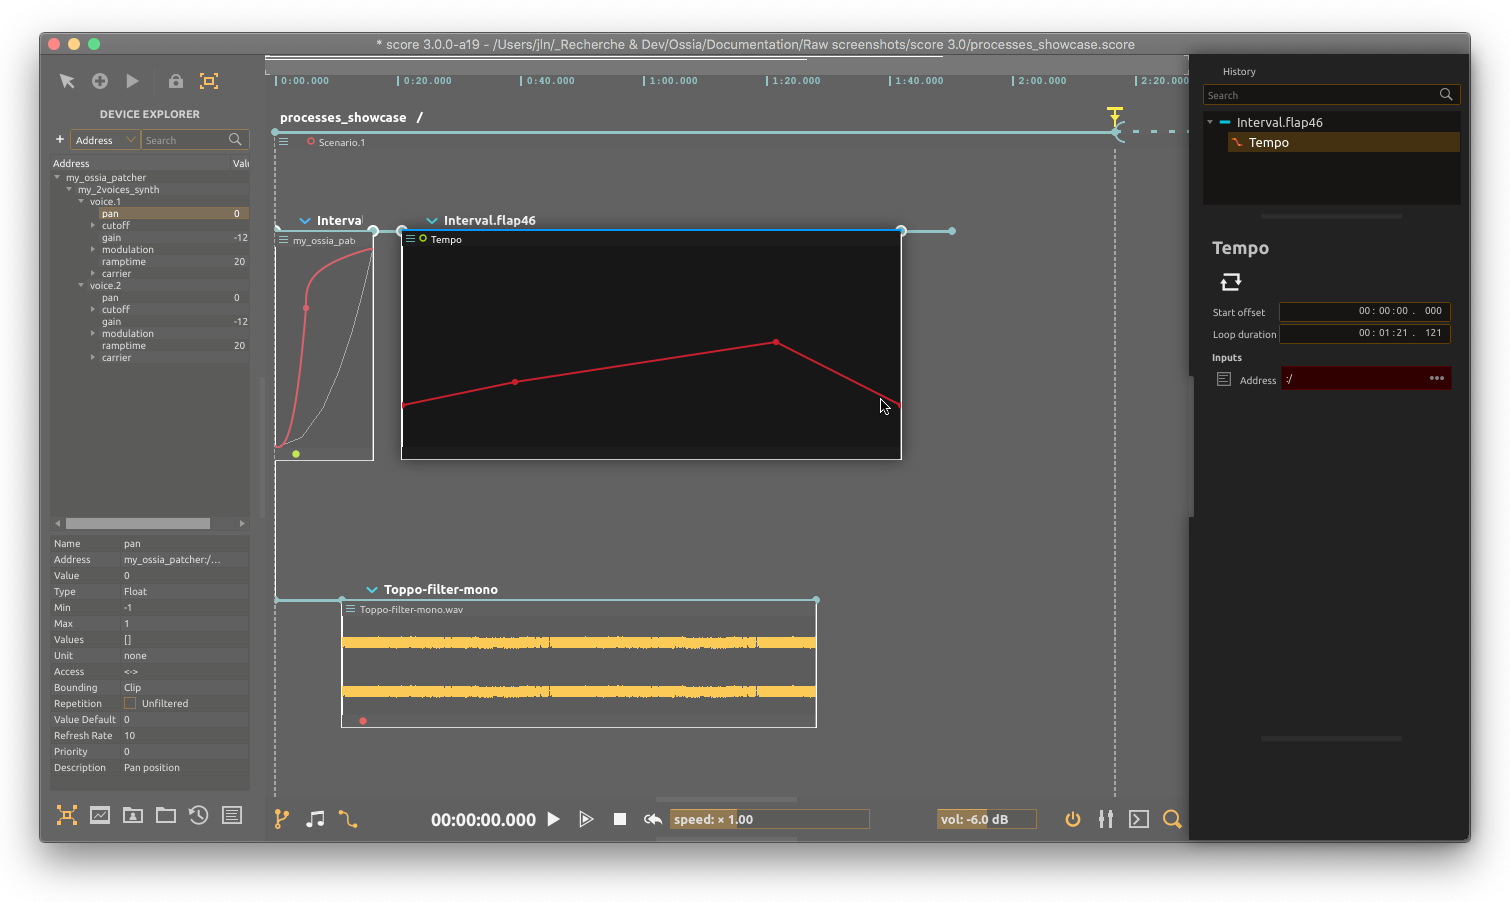 * score 3.0.0-a19 - /Users/jln/_Recherche & Dev/Ossia/Documentation/Raw screenshots/score 3.0/processes_showcase.score
DEVICE EXPLORER
+ Address Search
Address Valu
my_ossia_patcher
my_2voices_synth
voice.1
pan 0
cutoff
gain -12
modulation
ramptime 20
carrier
voice.2
pan 0
cutoff
gain -12
modulation
ramptime 20
carrier
Name pan
Address my_ossia_patcher:/...
Value 0
Type Float
Min -1
Max 1
Values []
Unit none
Access <->
Bounding Clip
Repetition Unfiltered
Value Default 0
Refresh Rate 10
Priority 0
Description Pan position
0:00.000 0:20.000 0:40.000 1:00.000 1:20.000 1:40.000 2:00.000 2:20.00
processes_showcase /
Scenario.1
Interva Interval.flap46
my_ossia_patc Tempo
Toppo-filter-mono
Toppo-filter-mono.wav
00:00:00.000 speed: × 1.00 vol: -6.0 dB
History
Search
Interval.flap46
Tempo
Tempo
Start offset 00: 00: 00 . 000
Loop duration 00: 01: 21 . 121
Inputs
Address :/ •••